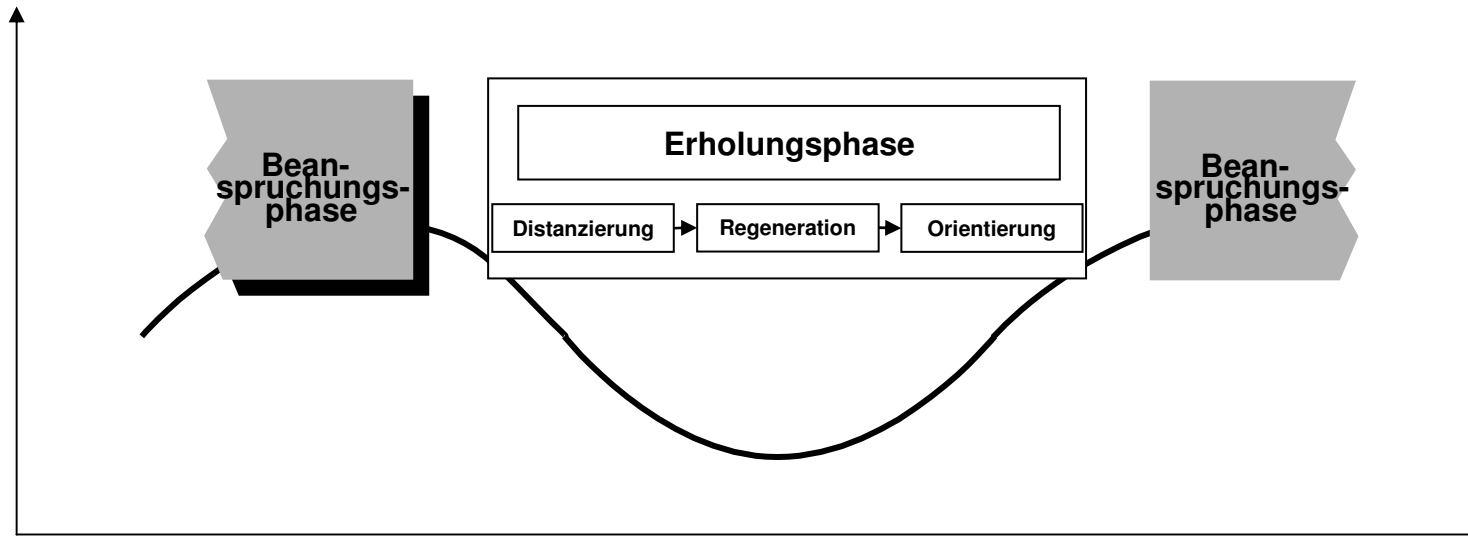 Bean-
spruchungs-
phase
Erholungsphase
Distanzierung
Regeneration
Orientierung
Bean-
spruchungs-
phase